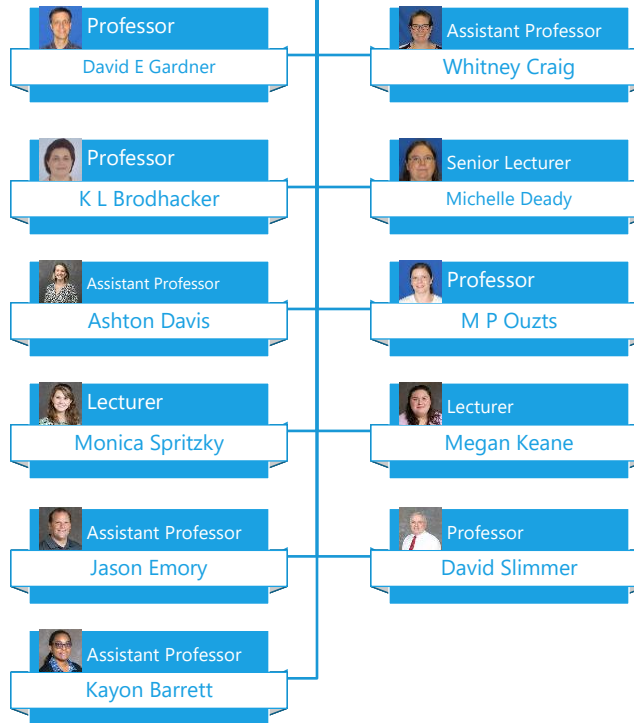 Professor
David E Gardner
Assistant Professor
Whitney Craig
Professor
K L Brodhacker
Senior Lecturer
Michelle Deady
Assistant Professor
Ashton Davis
Professor
M P Ouzts
Lecturer
Monica Spritzky
Lecturer
Megan Keane
Assistant Professor
Jason Emory
Professor
David Slimmer
Assistant Professor
Kayon Barrett